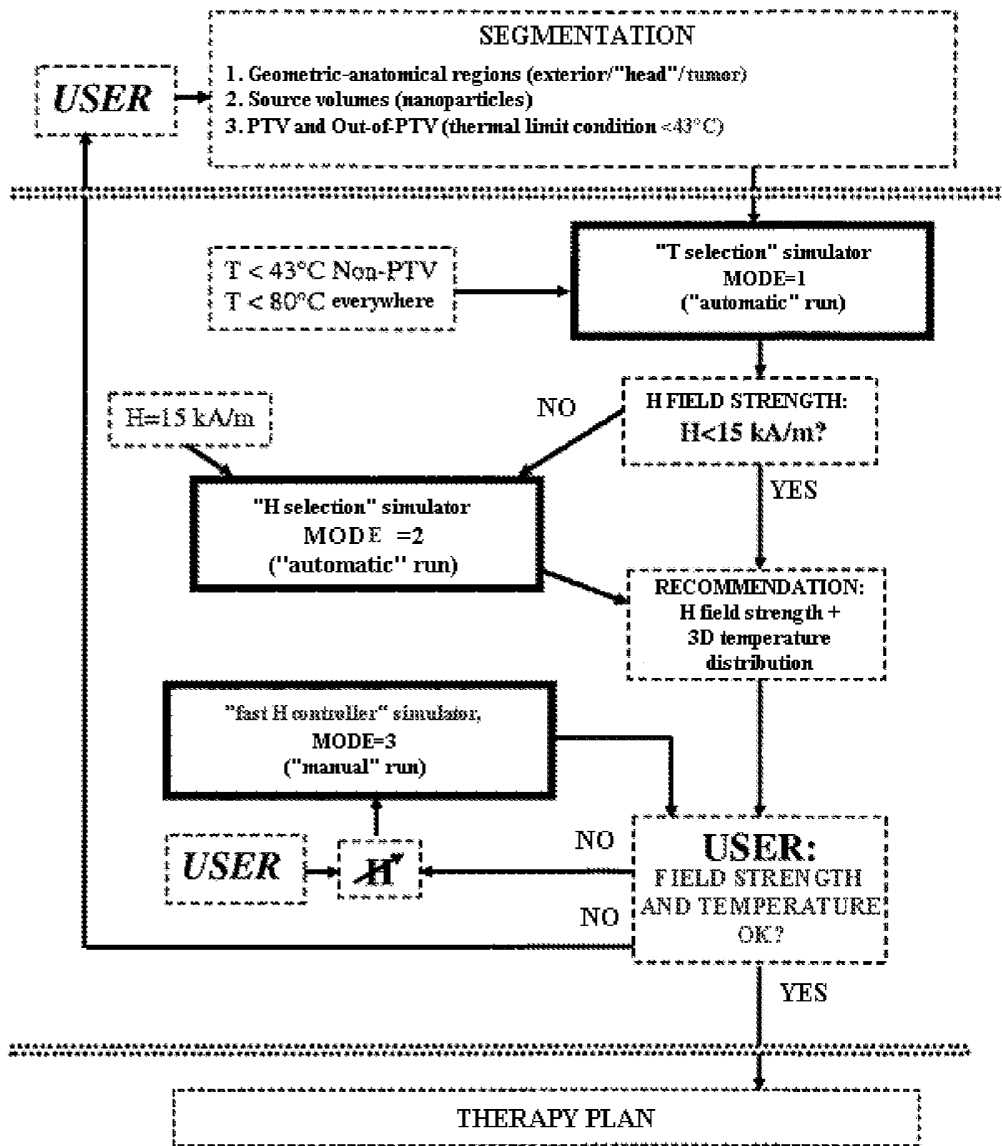 SEGMENTATION
USER
1. Geometric-anatomical regions (exterior/"head"/tumor)
2. Source volumes (nanoparticles)
3. PTV and Out-of-PTV (thermal limit condition <43°C)
T < 43°C Non-PTV
T < 80°C everywhere
"T selection" simulator
MODE=1
("automatic" run)
H=15 kA/m
NO
H FIELD STRENGTH:
H<15 kA/m?
YES
"H selection" simulator
MODE =2
("automatic" run)
RECOMMENDATION:
H field strength +
3D temperature
distribution
"fast H controller" simulator,
MODE=3
("manual" run)
USER
H
NO
NO
USER:
FIELD STRENGTH
AND TEMPERATURE
OK?
YES
THERAPY PLAN